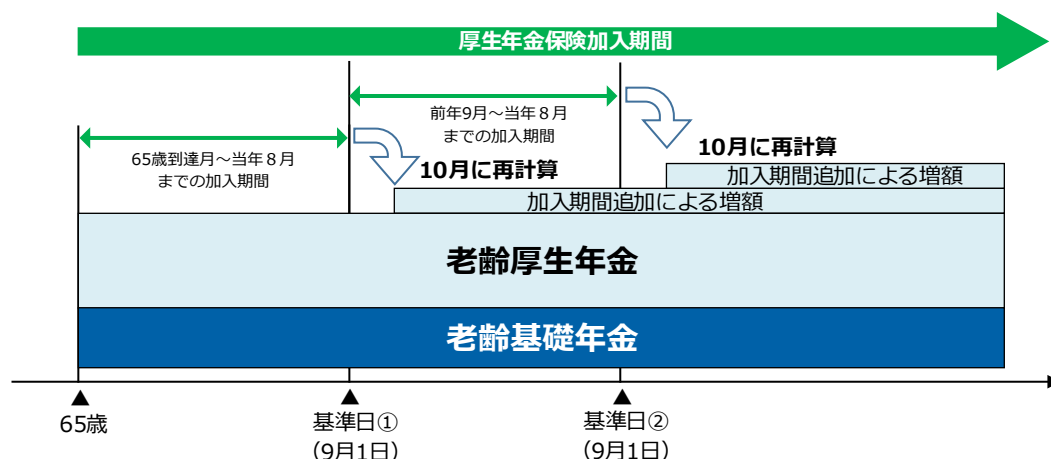 厚生年金保険加入期間
前年9月～当年８月
までの加入期間
65歳到達月～当年８月
までの加入期間
10月に再計算
10月に再計算
加入期間追加による増額
加入期間追加による増額
老齢厚生年金
老齢基礎年金
65歳
基準日①
（9月1日）
基準日②
（9月1日）